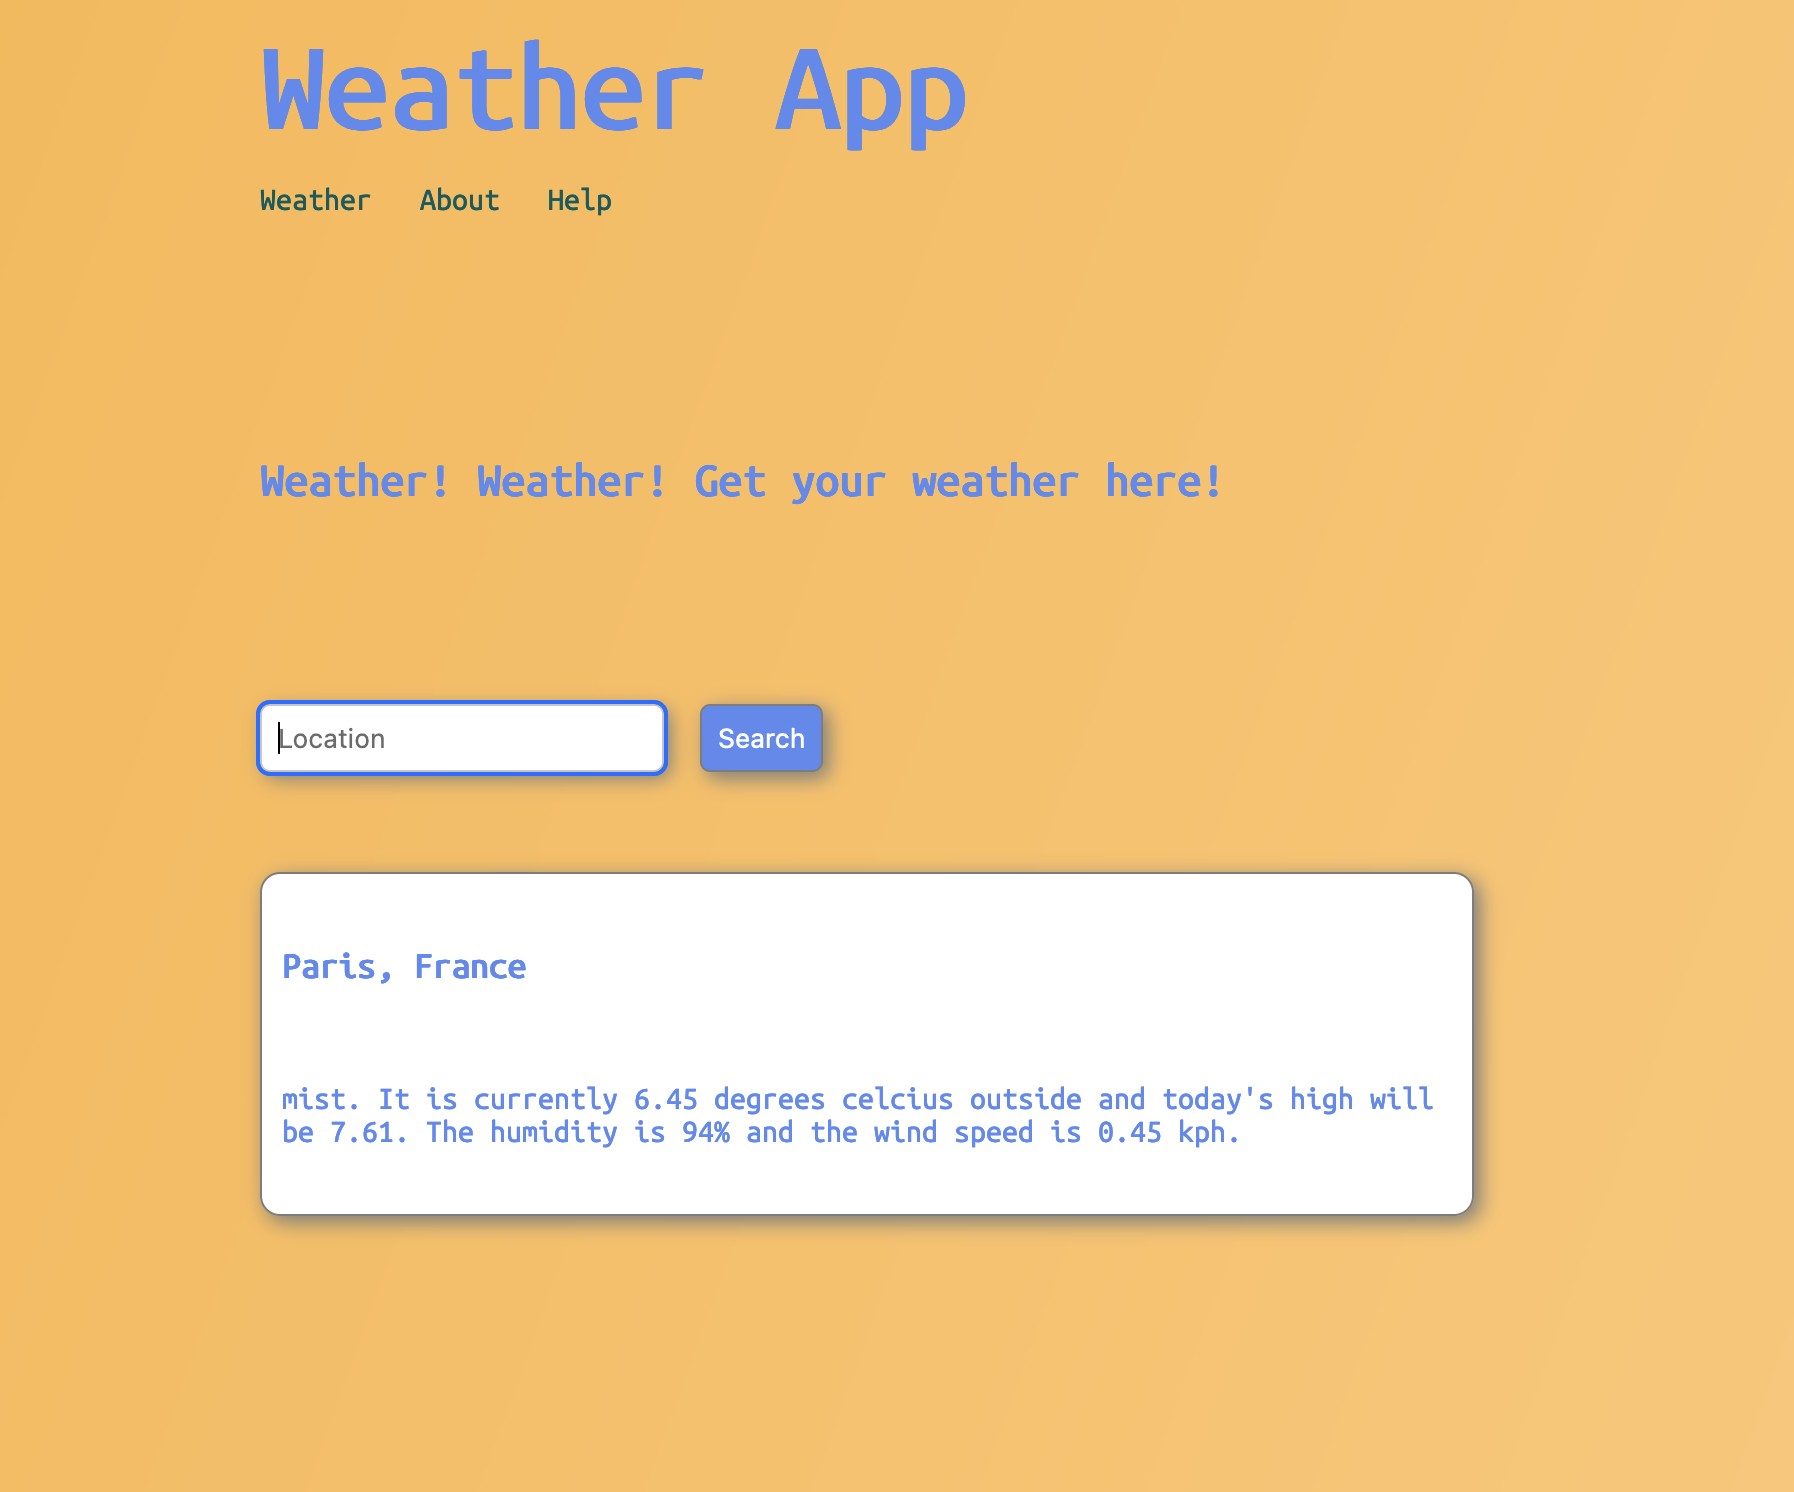 Weather App
Weather About Help
Weather! Weather! Get your weather here!
Location Search
Paris, France
mist. It is currently 6.45 degrees celcius outside and today's high will
be 7.61. The humidity is 94% and the wind speed is 0.45 kph.